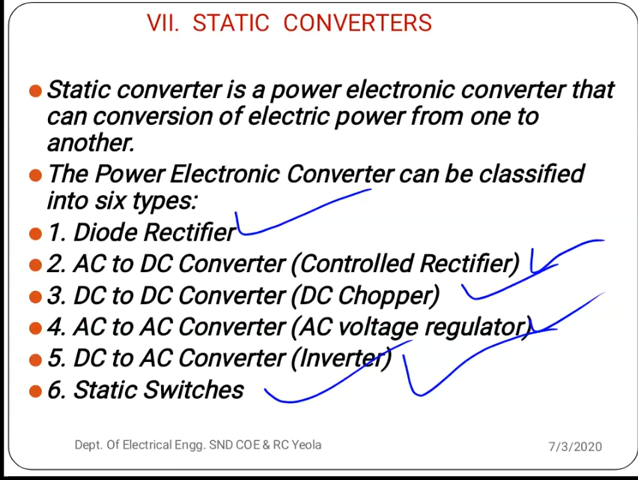 VII. STATIC CONVERTERS
Static converter is a power electronic converter that
can conversion of electric power from one to
another.
The Power Electronic Converter can be classified
into six types:
1. Diode Rectifier
2. AC to DC Converter (Controlled Rectifier)
3. DC to DC Converter (DC Chopper)
4. AC to AC Converter (AC voltage regulator)
5. DC to AC Converter (Inverter)
6. Static Switches
Dept. Of Electrical Engg. SND COE & RC Yeola
7/3/2020